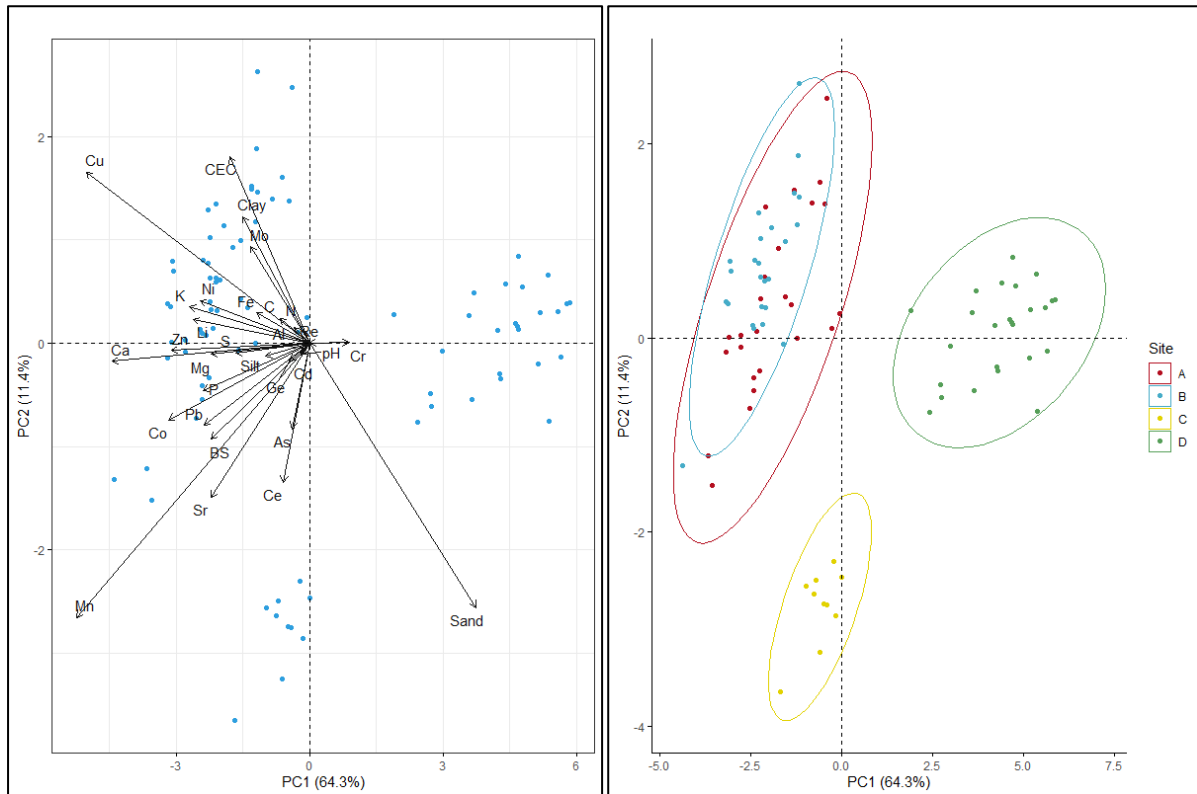 Cu
CEC
Clay
Mo
Ni
K
Fe
C
N
Al
Be
Li
Zn
S
Ca
pH
Cr
Mg
Silt
Cd
P
Ge
Pb
Co
BS
As
Ce
Sr
Mn
Sand
2
0
-2
-3
0
3
6
PC1 (64.3%)
PC2 (11.4%)
2
0
-2
-4
-5.0
-2.5
0.0
2.5
5.0
7.5
PC1 (64.3%)
PC2 (11.4%)
Site
A
B
C
D